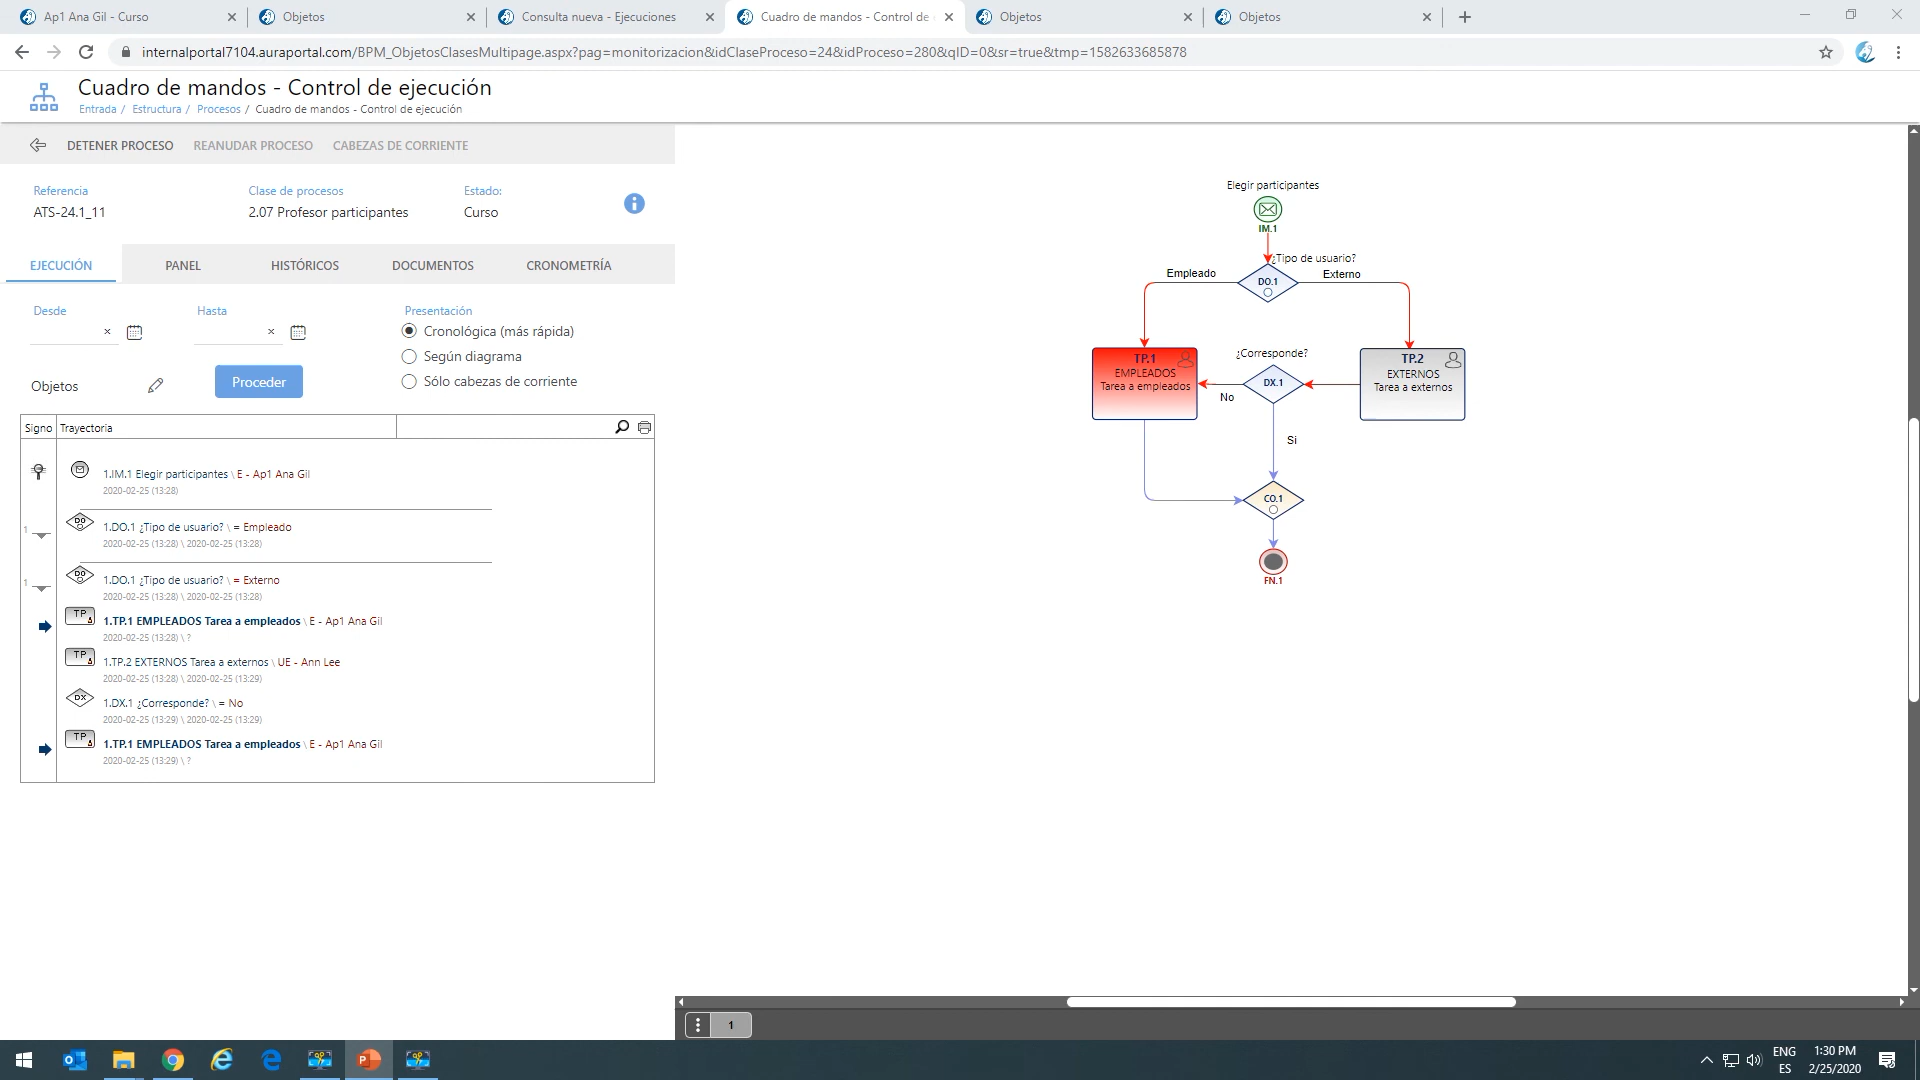 Ap1 Ana Gil - Curso
Objetos
Consulta nueva - Ejecuciones
Cuadro de mandos - Control de
Objetos
Objetos
internalportal7104.auraportal.com/BPM_ObjetosClasesMultipage.aspx?pag=monitorizacion&idClaseProceso=24&idProceso=280&qID=0&sr=true&tmp=1582633685878
Cuadro de mandos - Control de ejecución
Entrada / Estructura / Procesos / Cuadro de mandos - Control de ejecución
DETENER PROCESO REANUDAR PROCESO CABEZAS DE CORRIENTE
Referencia
ATS-24.1_11
Clase de procesos
2.07 Profesor participantes
Estado:
Curso
EJECUCIÓN PANEL HISTÓRICOS DOCUMENTOS CRONOMETRÍA
Desde
Hasta
Presentación
Cronológica (más rápida)
Según diagrama
Sólo cabezas de corriente
Objetos
Proceder
Signo Trayectoria
1.IM.1 Elegir participantes \ E - Ap1 Ana Gil
2020-02-25 (13:28)
1
DO
1.DO.1 ¿Tipo de usuario? \ = Empleado
2020-02-25 (13:28) \ 2020-02-25 (13:28)
1
DO
1.DO.1 ¿Tipo de usuario? \ = Externo
2020-02-25 (13:28) \ 2020-02-25 (13:28)
TP
1.TP.1 EMPLEADOS Tarea a empleados \ E - Ap1 Ana Gil
2020-02-25 (13:28) \ ?
TP
1.TP.2 EXTERNOS Tarea a externos \ UE - Ann Lee
2020-02-25 (13:28) \ 2020-02-25 (13:29)
DX
1.DX.1 ¿Corresponde? \ = No
2020-02-25 (13:29) \ 2020-02-25 (13:29)
TP
1.TP.1 EMPLEADOS Tarea a empleados \ E - Ap1 Ana Gil
2020-02-25 (13:29) \ ?
Elegir participantes
IM.1
¿Tipo de usuario?
Empleado
DO.1
Externo
TP.1
EMPLEADOS
Tarea a empleados
¿Corresponde?
DX.1
No
TP.2
EXTERNOS
Tarea a externos
Si
CO.1
FN.1
1
ENG
ES
1:30 PM
2/25/2020